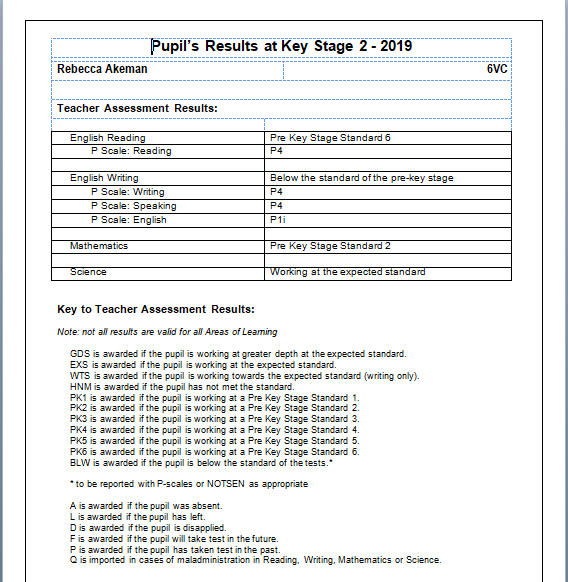 Pupil's Results at Key Stage 2 - 2019
Rebecca Akeman 6VC
Teacher Assessment Results:
English Reading Pre Key Stage Standard 6
P Scale: Reading P4
English Writing Below the standard of the pre-key stage
P Scale: Writing P4
P Scale: Speaking P4
P Scale: English P1i
Mathematics Pre Key Stage Standard 2
Science Working at the expected standard
Key to Teacher Assessment Results:
Note: not all results are valid for all Areas of Learning
GDS is awarded if the pupil is working at greater depth at the expected standard.
EXS is awarded if the pupil is working at the expected standard.
WTS is awarded if the pupil is working towards the expected standard (writing only).
HNM is awarded if the pupil has not met the standard.
PK1 is awarded if the pupil is working at a Pre Key Stage Standard 1.
PK2 is awarded if the pupil is working at a Pre Key Stage Standard 2.
PK3 is awarded if the pupil is working at a Pre Key Stage Standard 3.
PK4 is awarded if the pupil is working at a Pre Key Stage Standard 4.
PK5 is awarded if the pupil is working at a Pre Key Stage Standard 5.
PK6 is awarded if the pupil is working at a Pre Key Stage Standard 6.
BLW is awarded if the pupil is below the standard of the tests.*
* to be reported with P-scales or NOTSEN as appropriate
A is awarded if the pupil was absent.
L is awarded if the pupil has left.
D is awarded if the pupil is disapplied.
F is awarded if the pupil will take test in the future.
P is awarded if the pupil has taken test in the past.
Q is imported in cases of maladministration in Reading, Writing, Mathematics or Science.